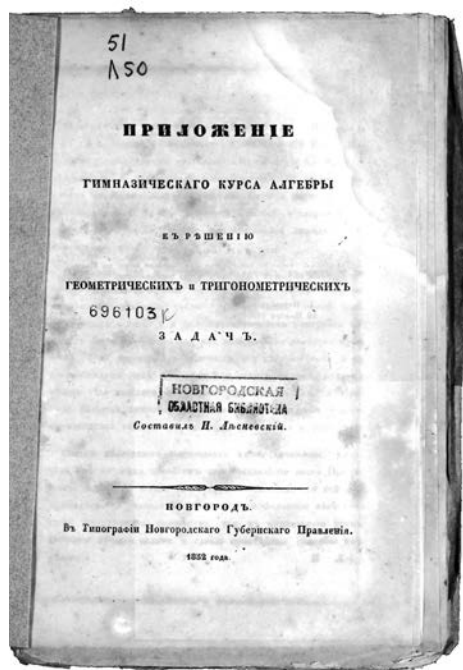 51
Л50
ПРИЛОЖЕНІЕ
ГИМНАЗИЧЕСКАГО КУРСА АЛГЕБРЫ
КЪ РѢШЕНІЮ
ГЕОМЕТРИЧЕСКИХЪ и ТРИГОНОМЕТРИЧЕСКИХЪ
696103к
ЗАДАЧЪ.
НОВГОРОДСКАЯ
ОБЛАСТНАЯ БИБЛИОТЕКА
Составилъ П. Лѣсневскій.
НОВГОРОДЪ.
Въ Типографіи Новгородскаго Губернскаго Правленія.
1852 года.